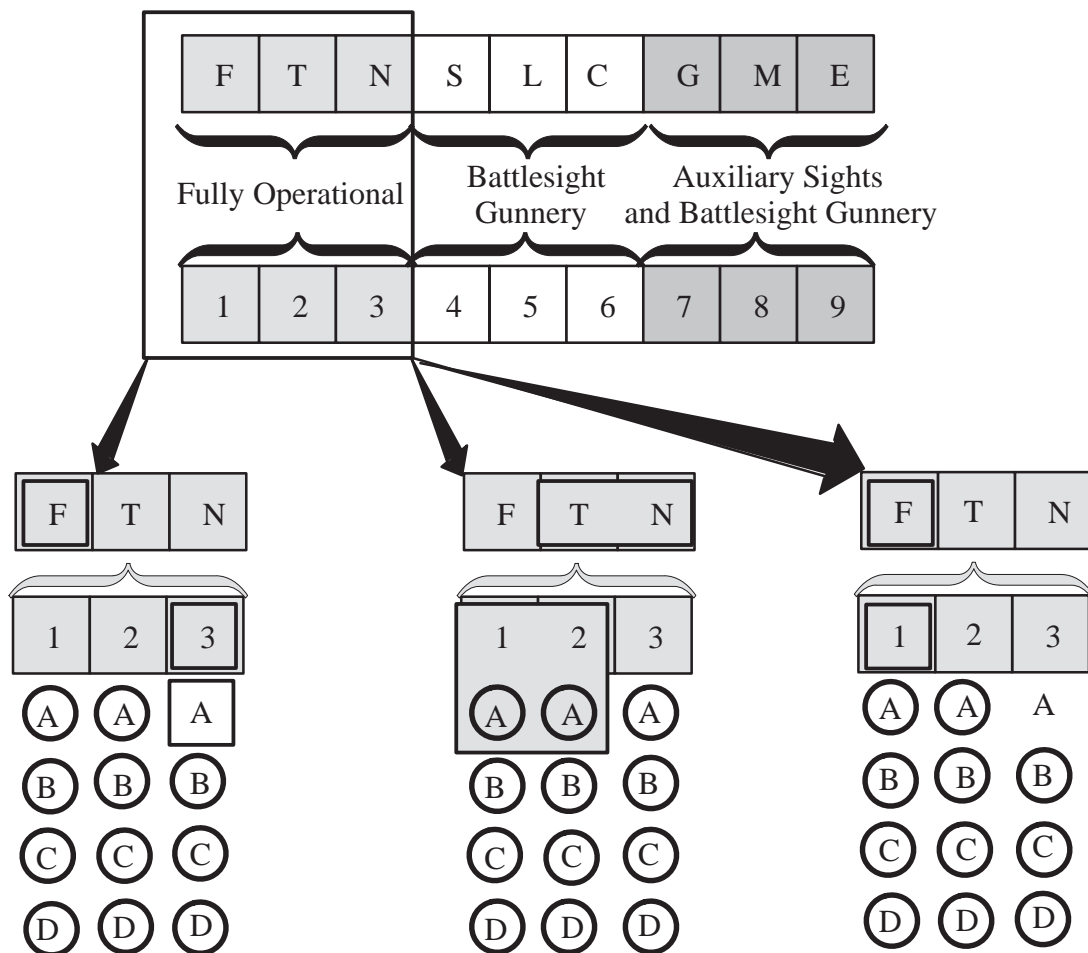 F T N S L C G M E
Fully Operational
Battlesight
Gunnery
Auxiliary Sights
and Battlesight Gunnery
1 2 3 4 5 6 7 8 9
F T N
1 2 3
A A A
B B B
C C C
D D D
F T N
1 2 3
A A A
B B B
C C C
D D D
F T N
1 2 3
A A A
B B B
C C C
D D D